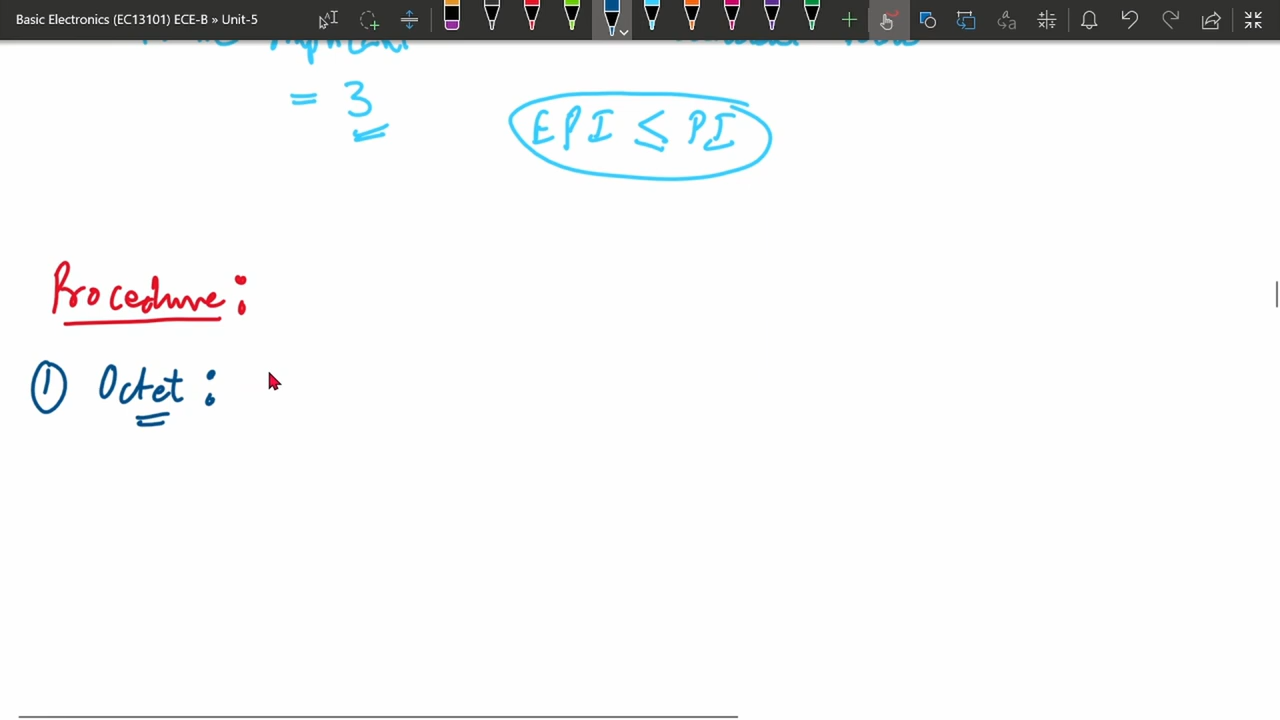 Basic Electronics (EC13101) ECE-B » Unit-5
= 3
EPI ≤ PI
Procedure:
① Octet :